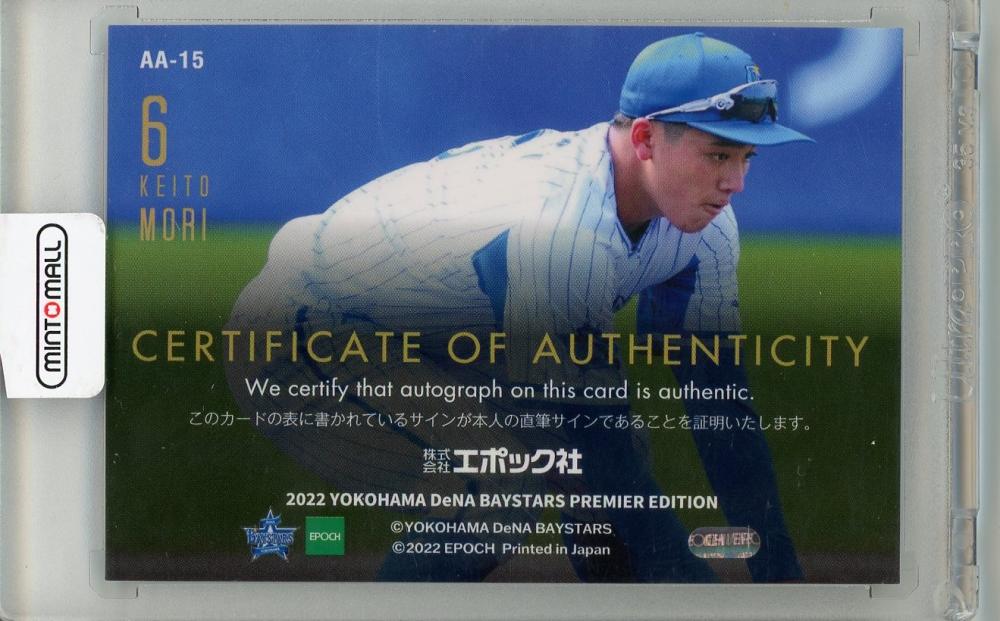 AA-15
6
KEITO
MORI
MINTOMALL
CERTIFICATE OF AUTHENTICITY
We certify that autograph on this card is authentic.
このカードの表に書かれているサインが本人の直筆サインであることを証明いたします。
株式会社エポック社
2022 YOKOHAMA DeNA BAYSTARS PREMIER EDITION
BAYSTARS
EPOCH
©YOKOHAMA DeNA BAYSTARS
©2022 EPOCH Printed in Japan